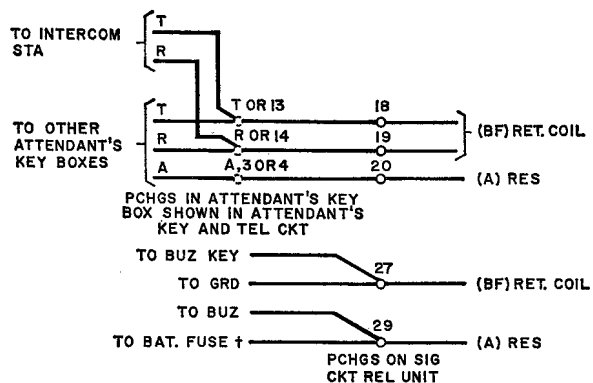 TO INTERCOM
STA
T
R
TO OTHER
ATTENDANT'S
KEY BOXES
T
R
A
T OR 13
R OR 14
A, 3 OR 4
18
19
20
(BF) RET. COIL
(A) RES
PCHGS IN ATTENDANT'S KEY
BOX SHOWN IN ATTENDANT'S
KEY AND TEL CKT
TO BUZ KEY
TO GRD
27
(BF) RET. COIL
TO BUZ
TO BAT. FUSE †
29
(A) RES
PCHGS ON SIG
CKT REL UNIT